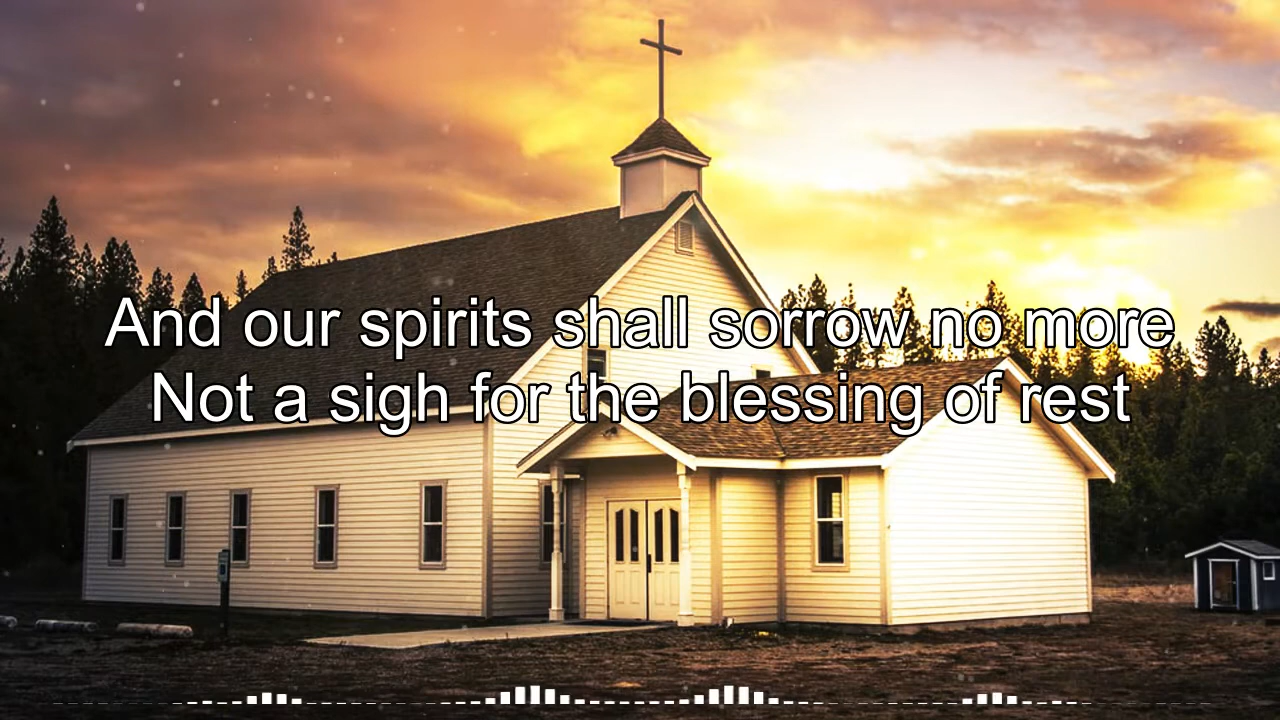 And our spirits shall sorrow no more
Not a sigh for the blessing of rest